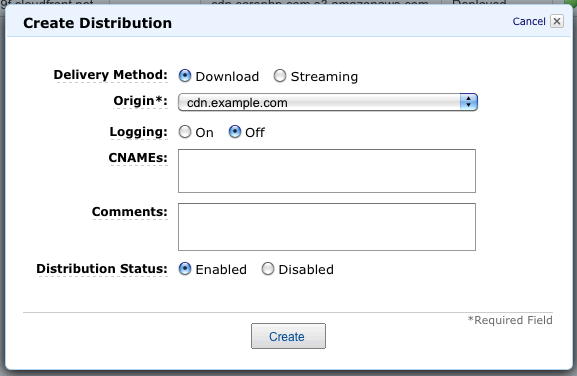 Create Distribution
Cancel
Delivery Method: Download Streaming
Origin*: cdn.example.com
Logging: On Off
CNAMEs:
Comments:
Distribution Status: Enabled Disabled
*Required Field
Create